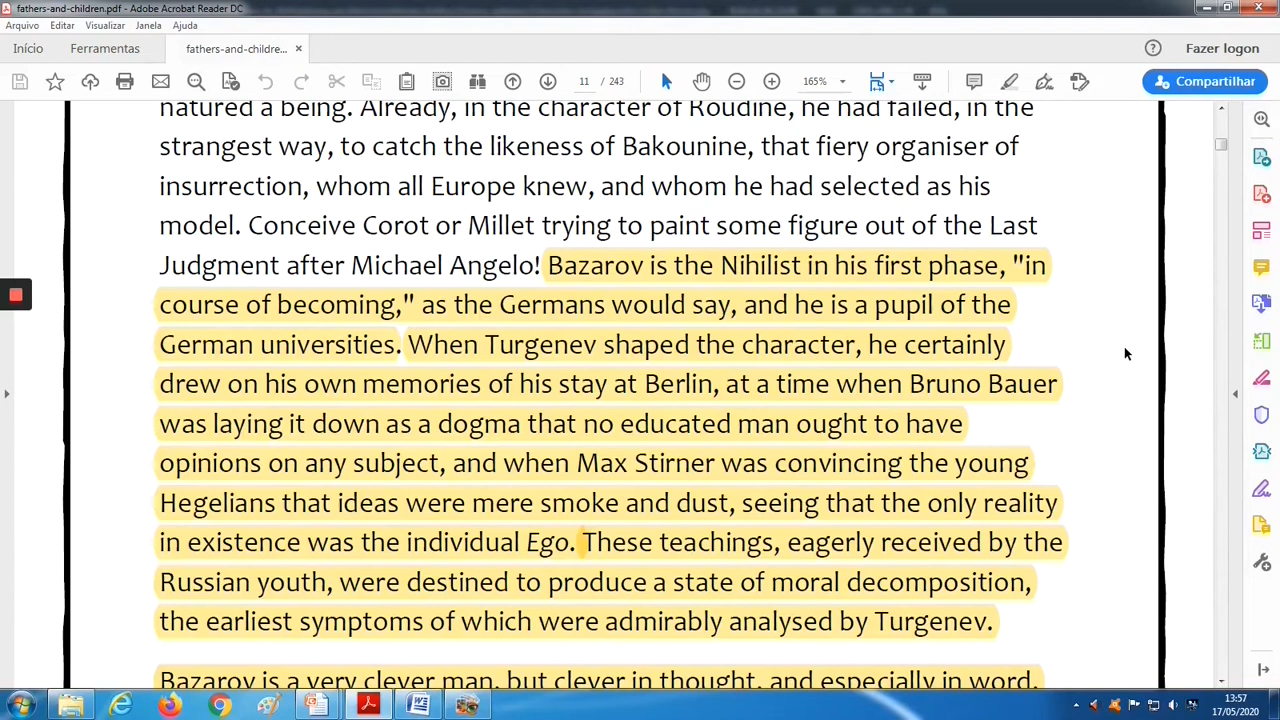 fathers-and-children.pdf - Adobe Acrobat Reader DC
Arquivo Editar Visualizar Janela Ajuda
Início Ferramentas fathers-and-childre... × Fazer logon
11 / 243 165% Compartilhar
natured a being. Already, in the character of Roudine, he had failed, in the
strangest way, to catch the likeness of Bakounine, that fiery organiser of
insurrection, whom all Europe knew, and whom he had selected as his
model. Conceive Corot or Millet trying to paint some figure out of the Last
Judgment after Michael Angelo! Bazarov is the Nihilist in his first phase, "in
course of becoming," as the Germans would say, and he is a pupil of the
German universities. When Turgenev shaped the character, he certainly
drew on his own memories of his stay at Berlin, at a time when Bruno Bauer
was laying it down as a dogma that no educated man ought to have
opinions on any subject, and when Max Stirner was convincing the young
Hegelians that ideas were mere smoke and dust, seeing that the only reality
in existence was the individual Ego. These teachings, eagerly received by the
Russian youth, were destined to produce a state of moral decomposition,
the earliest symptoms of which were admirably analysed by Turgenev.
Bazarov is a very clever man, but clever in thought, and especially in word,
13:57
17/05/2020